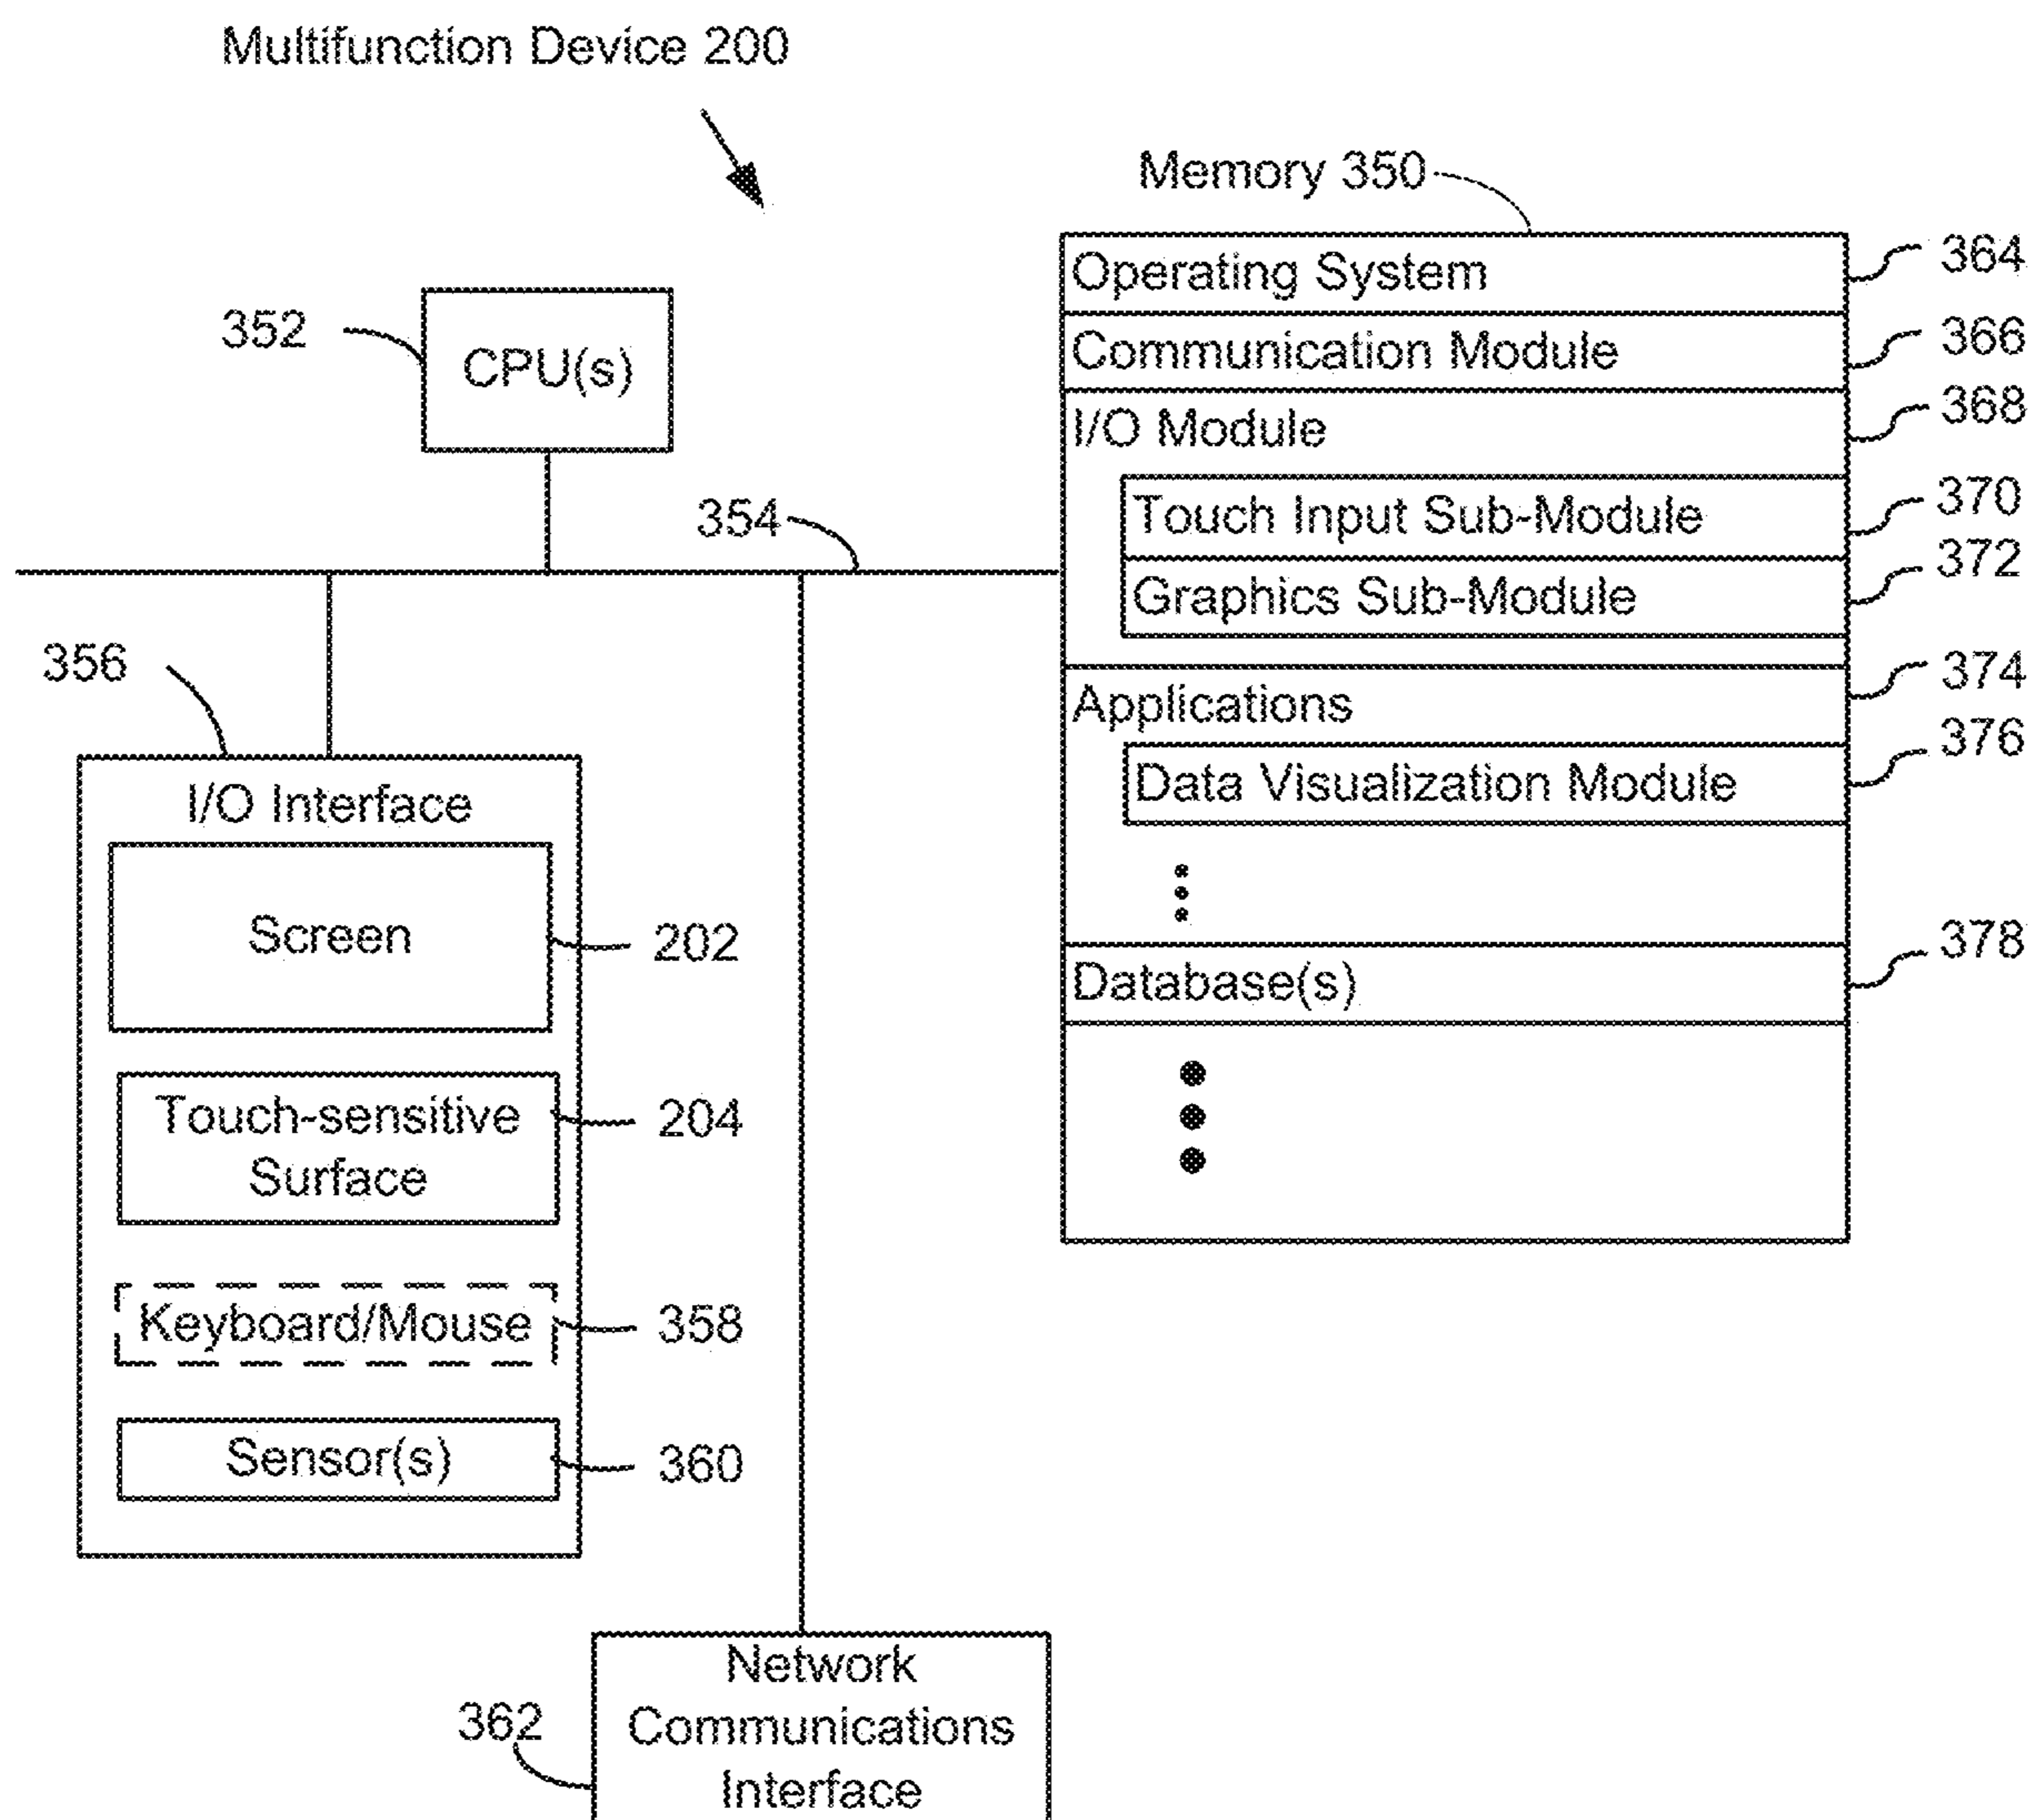 Multifunction Device 200
Memory 350
Operating System 364
Communication Module 366
I/O Module 368
Touch Input Sub-Module 370
Graphics Sub-Module 372
Applications 374
Data Visualization Module 376
Database(s) 378
352
CPU(s)
354
356
I/O Interface
Screen 202
Touch-sensitive
Surface
204
Keyboard/Mouse 358
Sensor(s) 360
362
Network
Communications
Interface